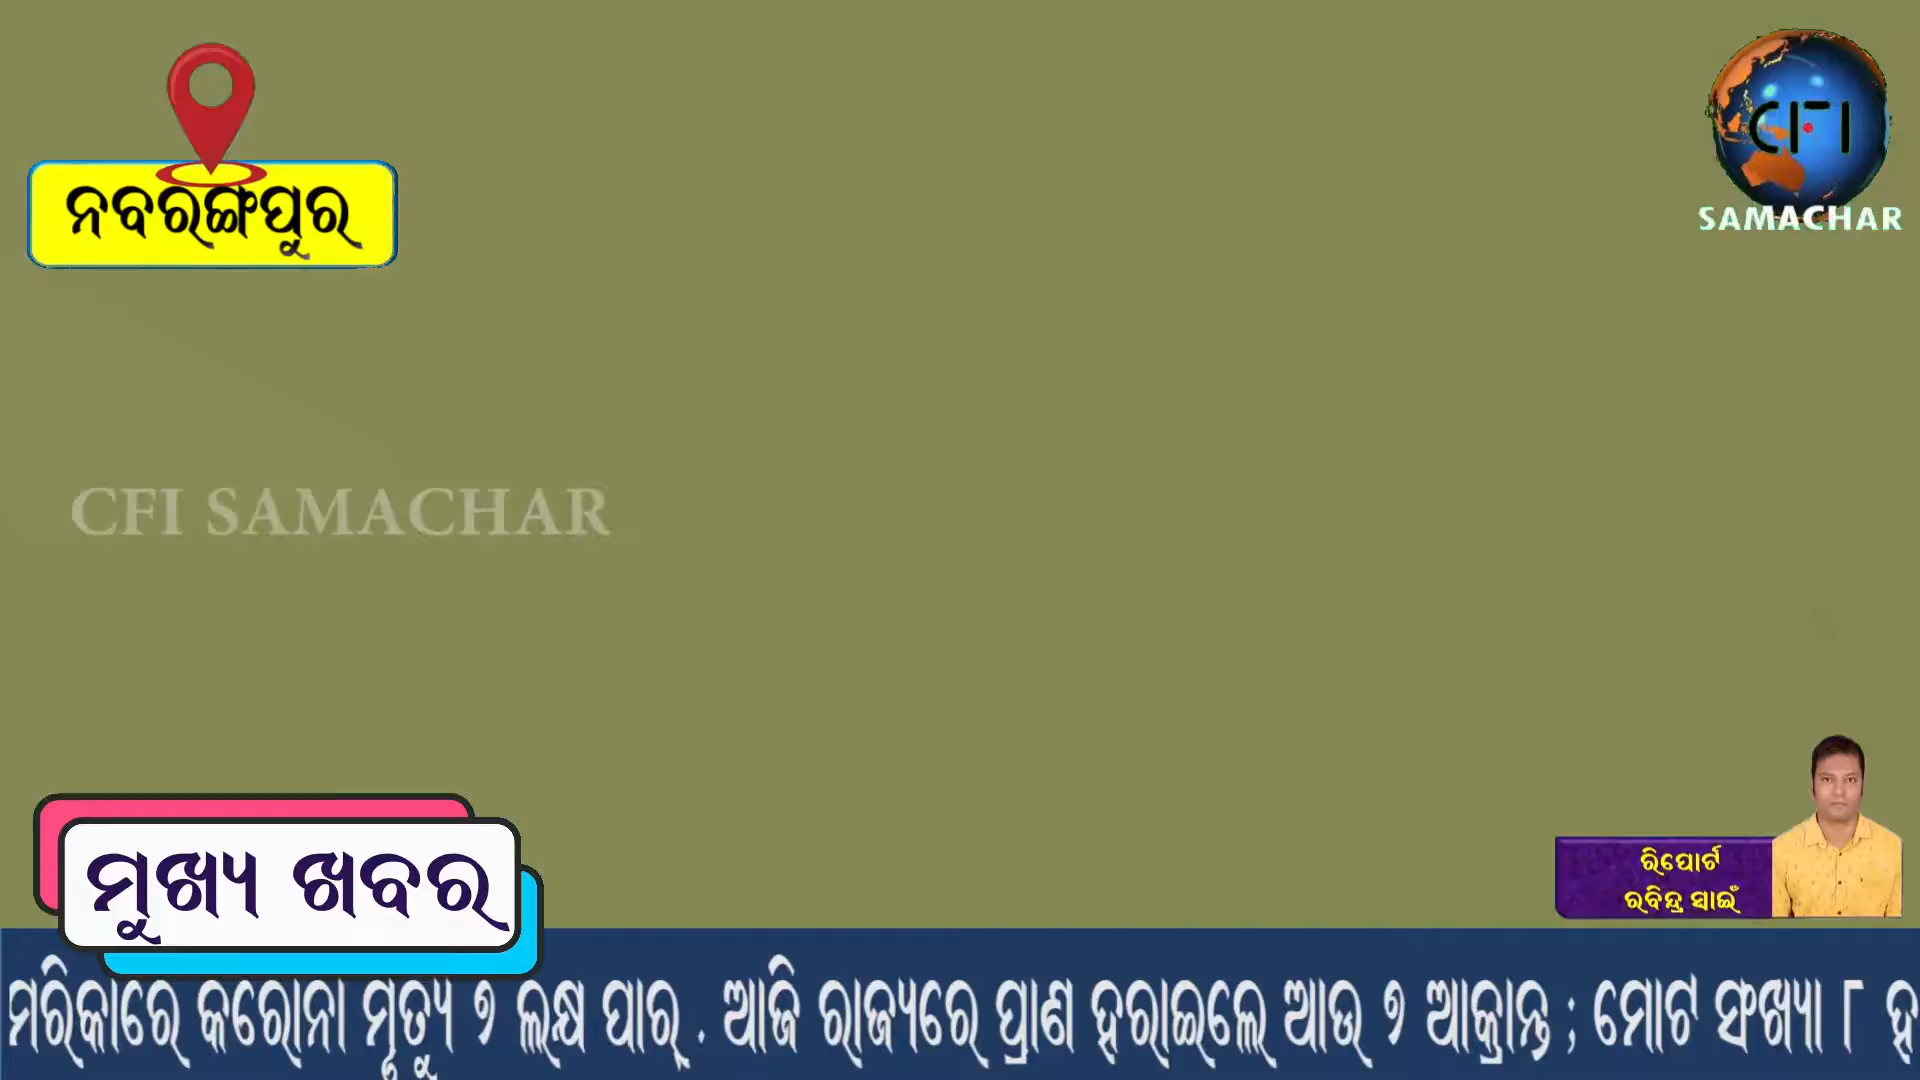 ନବରଙ୍ଗପୁର
CFI
SAMACHAR
CFI SAMACHAR
ରିପୋର୍ଟ
ରବିନ୍ଦ୍ର ସ୍ବାଇଁ
ମୁଖ୍ୟ ଖବର
ମରିକାରେ କରୋନା ମୃତ୍ୟୁ ୭ ଲକ୍ଷ ପାର୍ . ଆଜି ରାଜ୍ୟରେ ପ୍ରାଣ ହରାଇଲେ ଆଉ ୭ ଆକ୍ରାନ୍ତ ; ମୋଟ ସଂଖ୍ୟା ୮ ହ